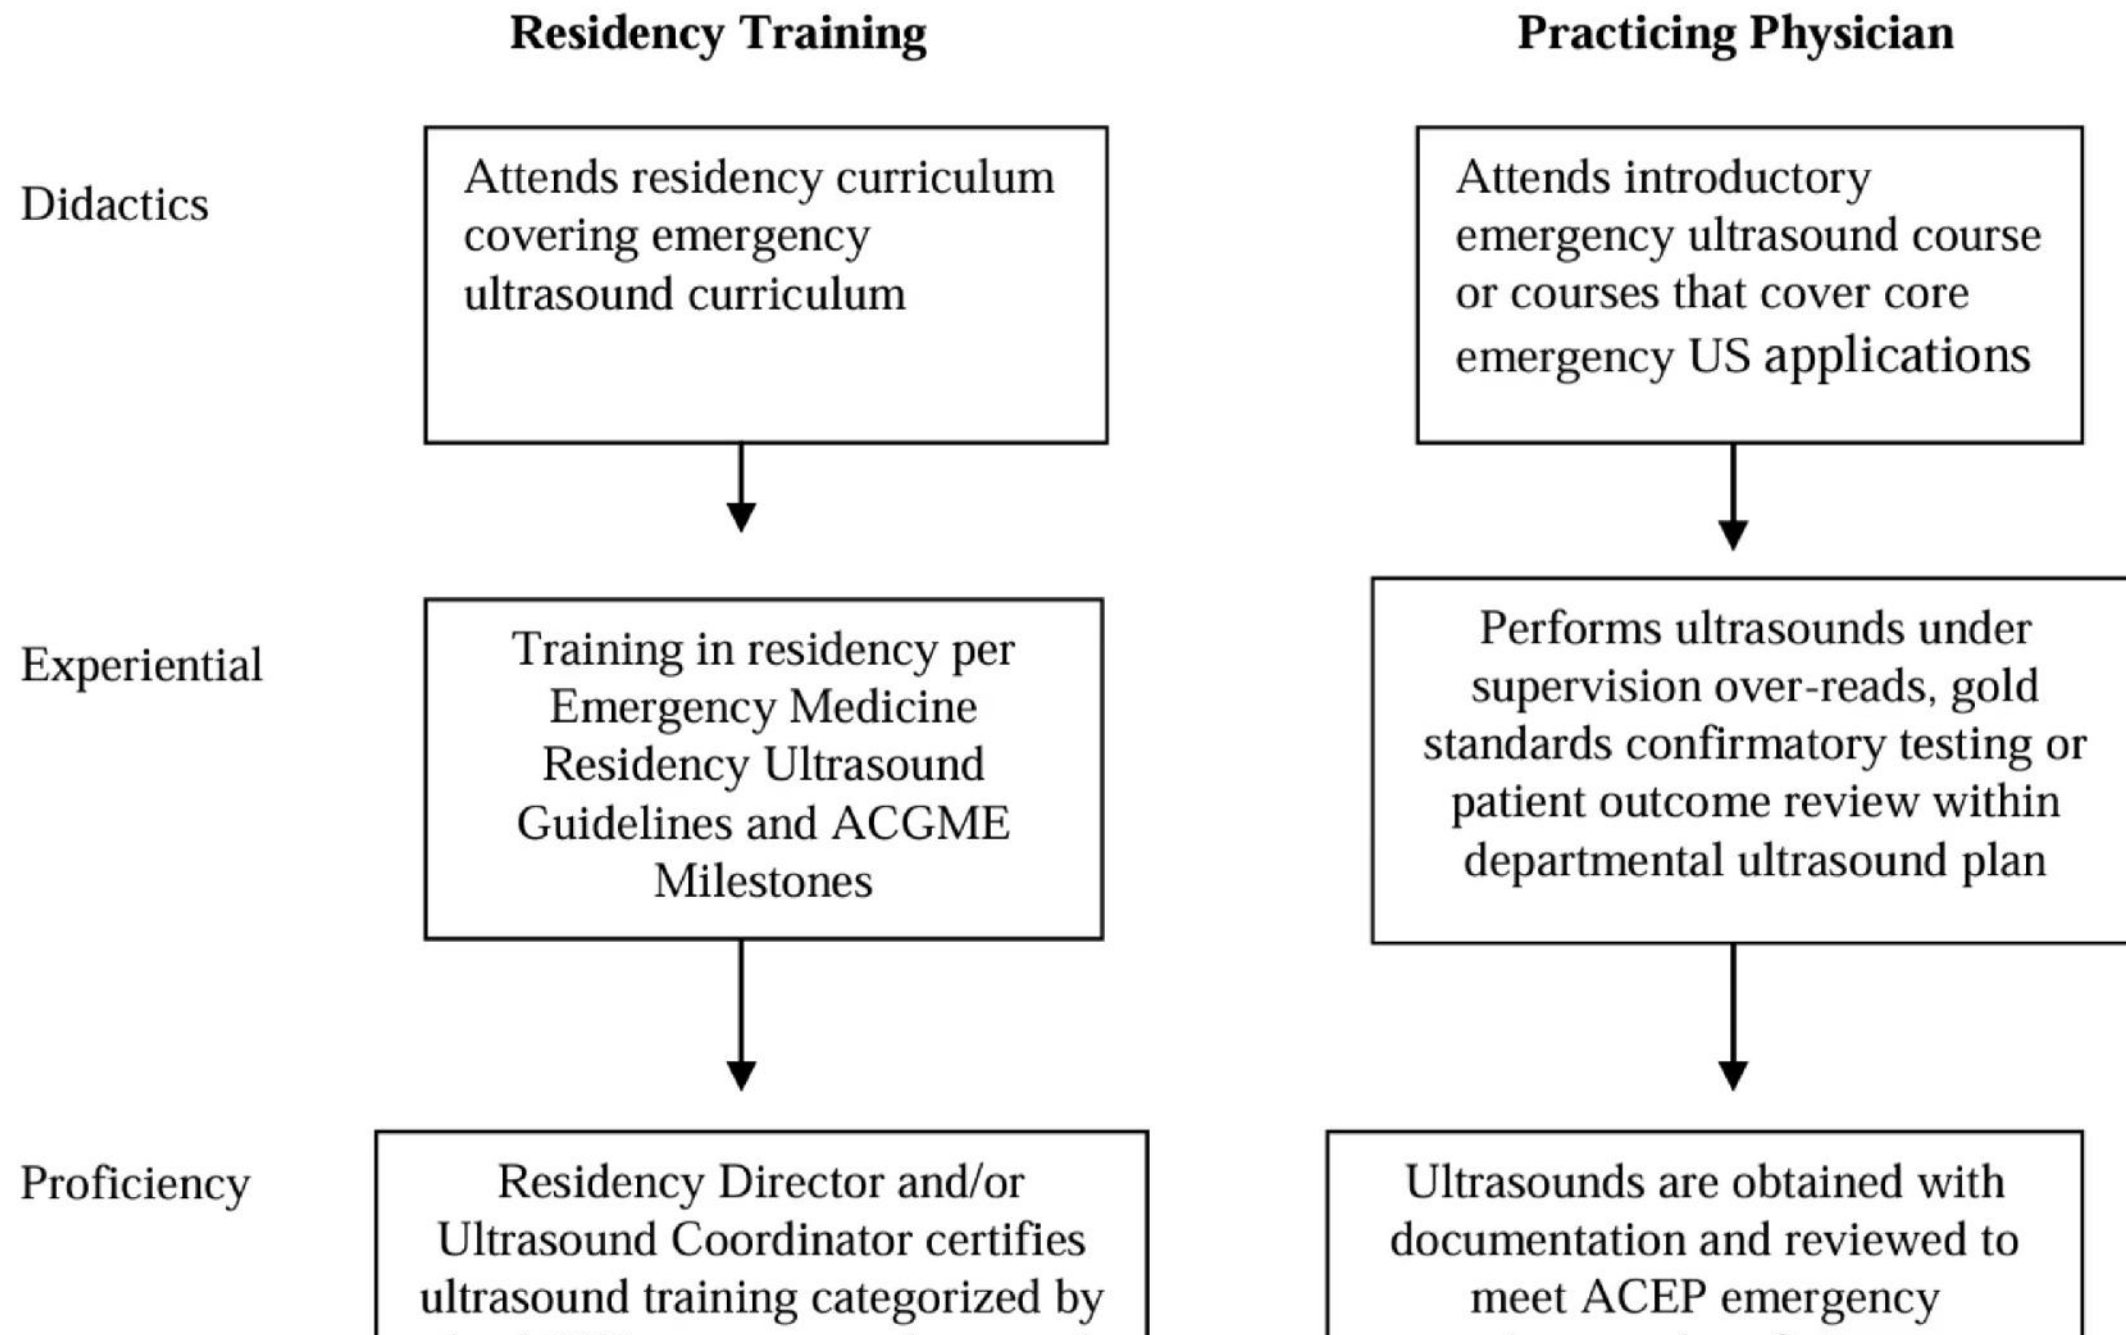 Residency Training
Practicing Physician
Didactics
Attends residency curriculum
covering emergency
ultrasound curriculum
Attends introductory
emergency ultrasound course
or courses that cover core
emergency US applications
Experiential
Training in residency per
Emergency Medicine
Residency Ultrasound
Guidelines and ACGME
Milestones
Performs ultrasounds under
supervision over-reads, gold
standards confirmatory testing or
patient outcome review within
departmental ultrasound plan
Proficiency
Residency Director and/or
Ultrasound Coordinator certifies
ultrasound training categorized by
Ultrasounds are obtained with
documentation and reviewed to
meet ACEP emergency